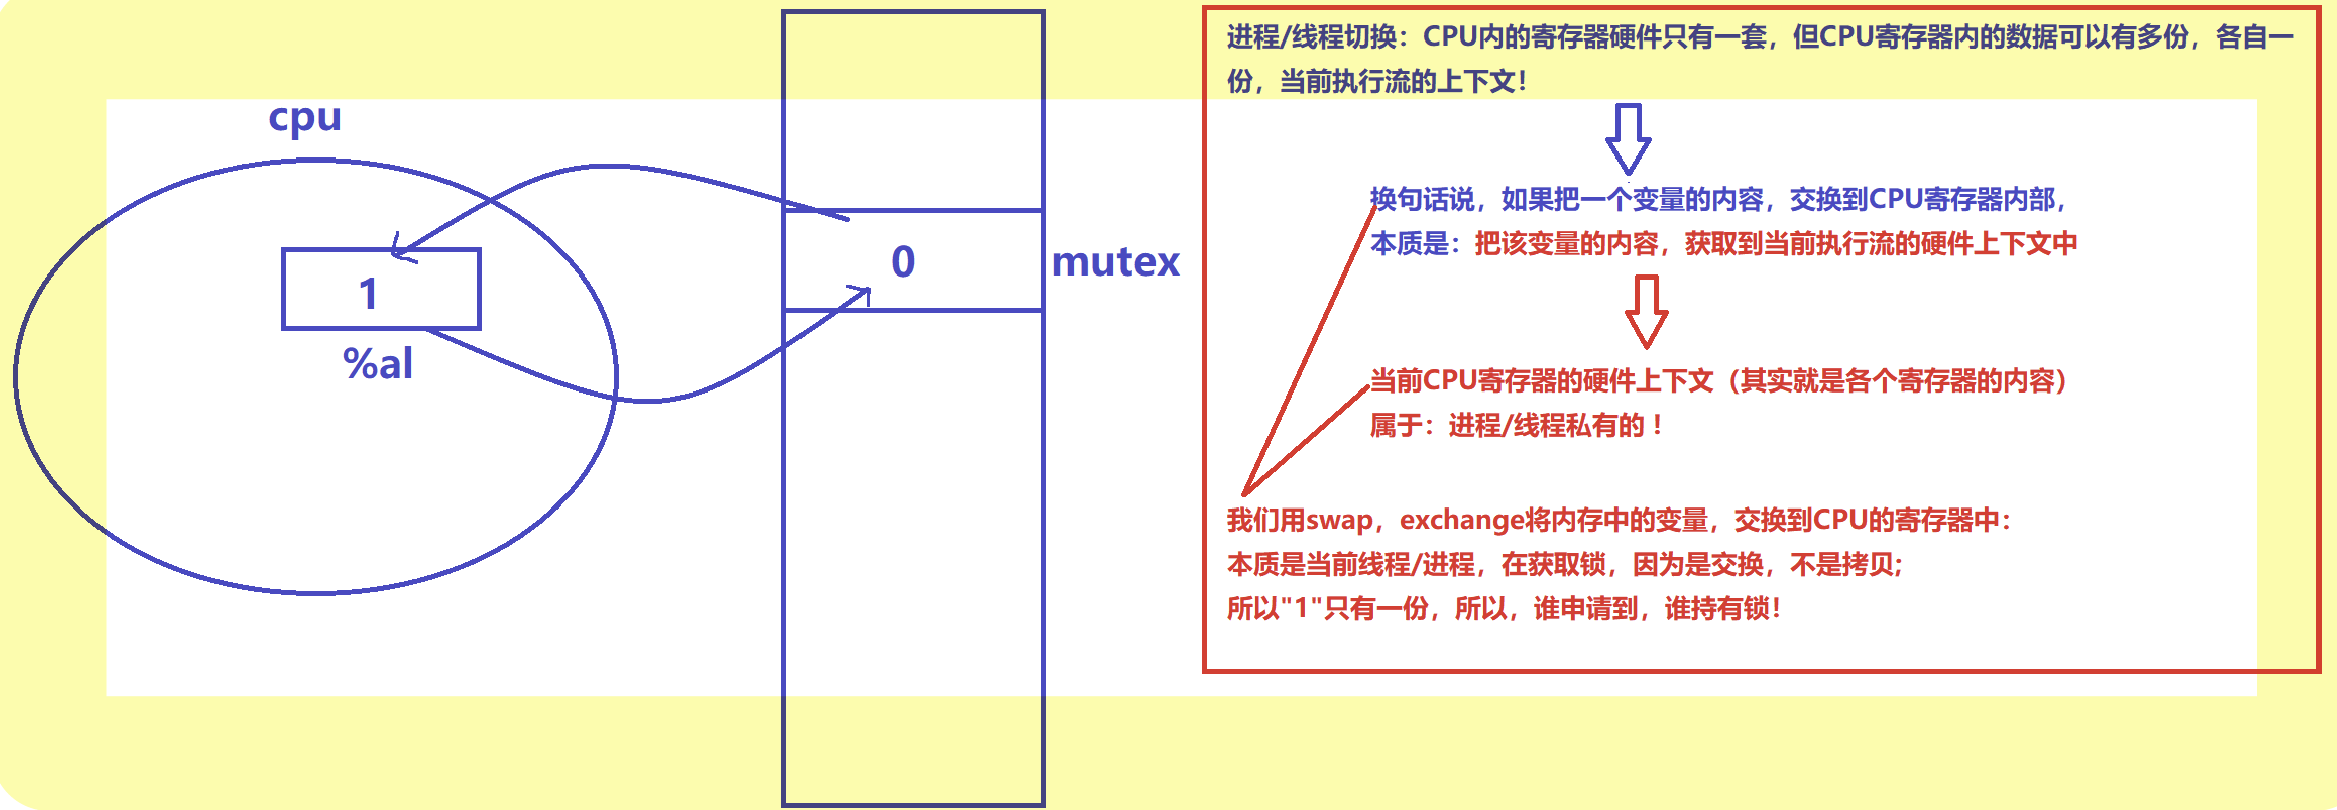 cpu
1
%al
0
mutex
进程/线程切换：CPU内的寄存器硬件只有一套，但CPU寄存器内的数据可以有多份，各自一
份，当前执行流的上下文！
换句话说，如果把一个变量的内容，交换到CPU寄存器内部，
本质是：把该变量的内容，获取到当前执行流的硬件上下文中
当前CPU寄存器的硬件上下文（其实就是各个寄存器的内容）
属于：进程/线程私有的！
我们用swap，exchange将内存中的变量，交换到CPU的寄存器中：
本质是当前线程/进程，在获取锁，因为是交换，不是拷贝;
所以"1"只有一份，所以，谁申请到，谁持有锁！